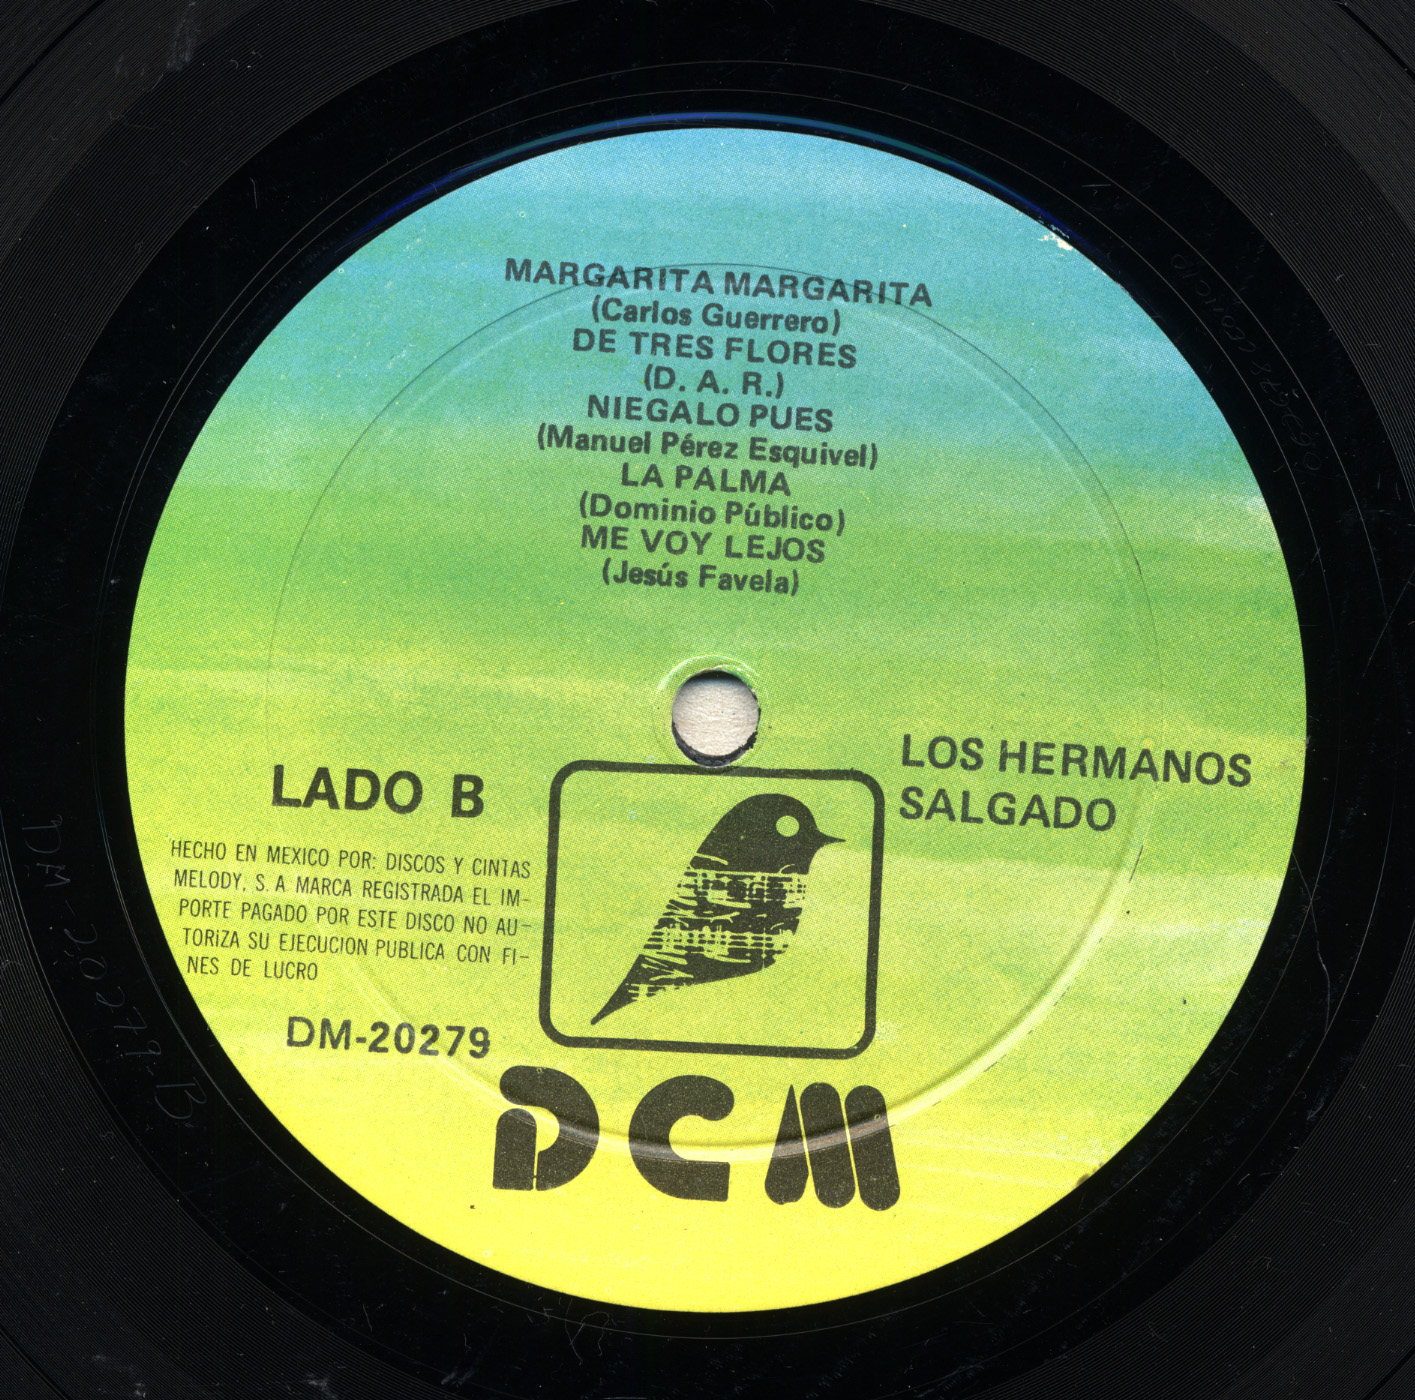 MARGARITA MARGARITA
(Carlos Guerrero)
DE TRES FLORES
(D. A. R.)
NIEGALO PUES
(Manuel Pérez Esquivel)
LA PALMA
(Dominio Público)
ME VOY LEJOS
(Jesús Favela)
LOS HERMANOS
SALGADO
LADO B
HECHO EN MEXICO POR: DISCOS Y CINTAS
MELODY, S. A MARCA REGISTRADA EL IM-
PORTE PAGADO POR ESTE DISCO NO AU-
TORIZA SU EJECUCION PUBLICA CON FI-
NES DE LUCRO
DM-20279
DCM